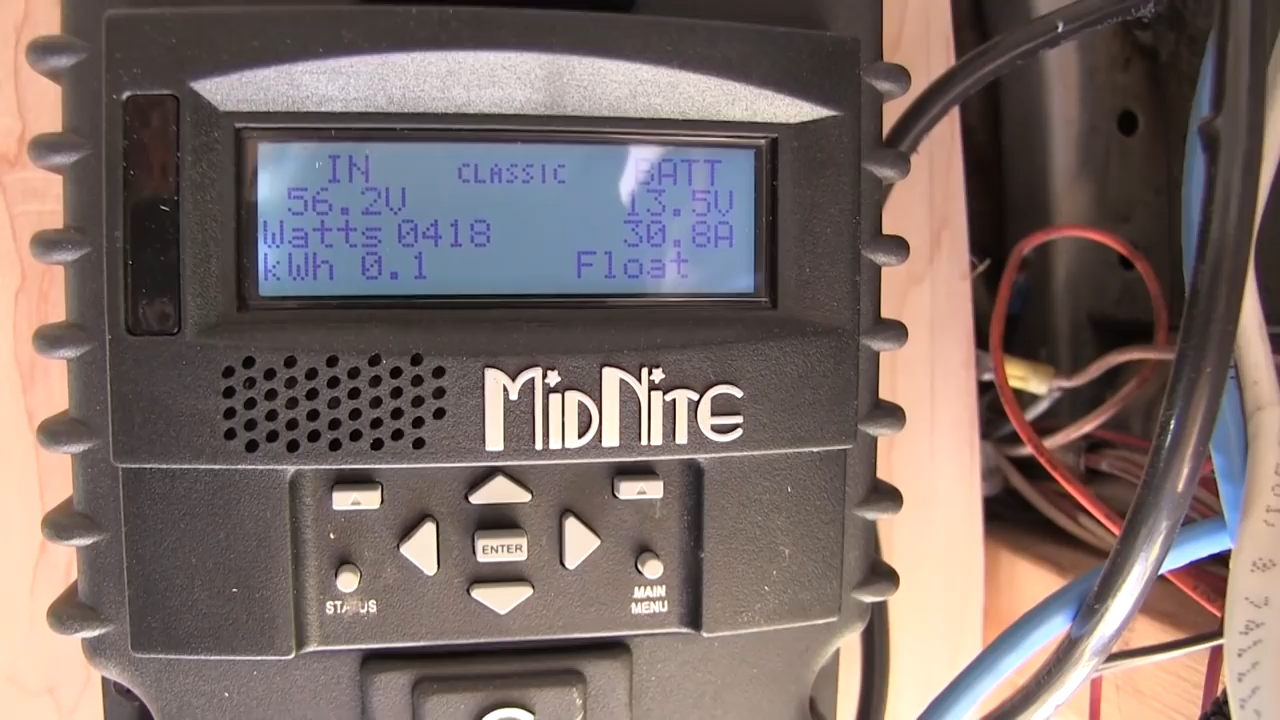 IN CLASSIC BATT
56.2V 13.5V
Watts 0418 30.8A
kWh 0.1 Float
MIDNITE
ENTER
STATUS
MAIN
MENU